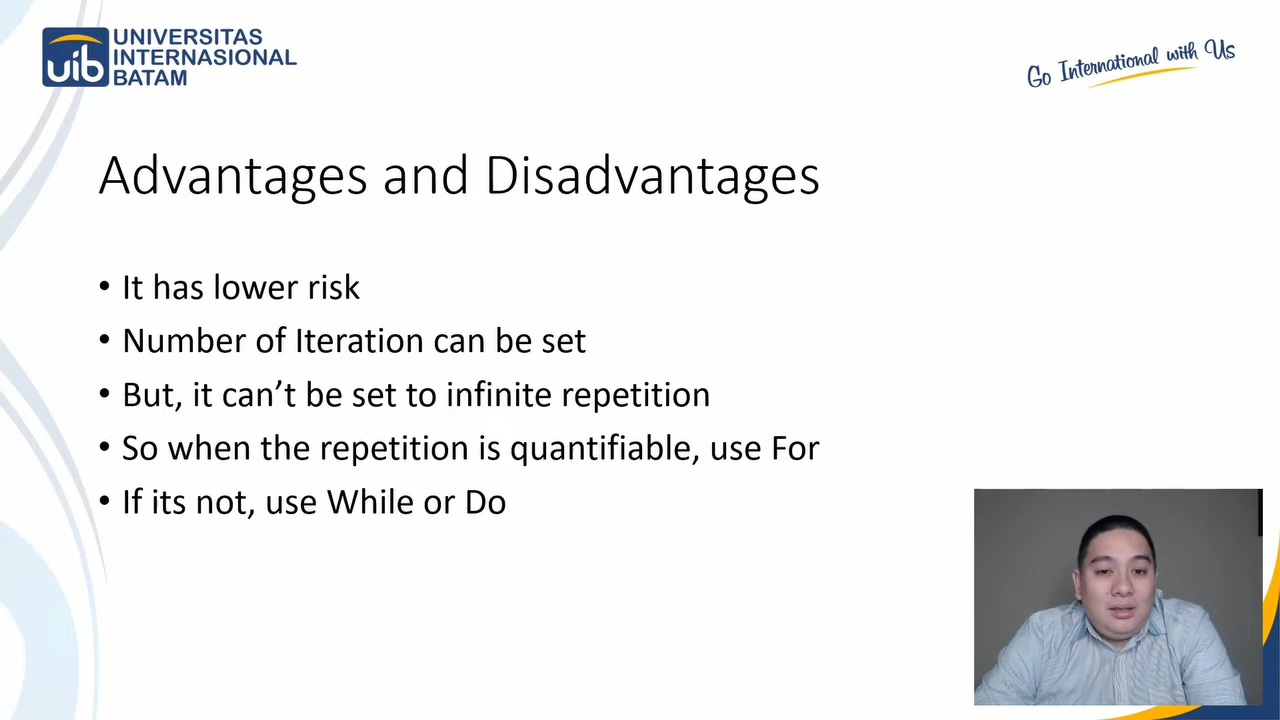 uib
UNIVERSITAS
INTERNASIONAL
BATAM
Go International with Us
Advantages and Disadvantages
• It has lower risk
• Number of Iteration can be set
• But, it can’t be set to infinite repetition
• So when the repetition is quantifiable, use For
• If its not, use While or Do